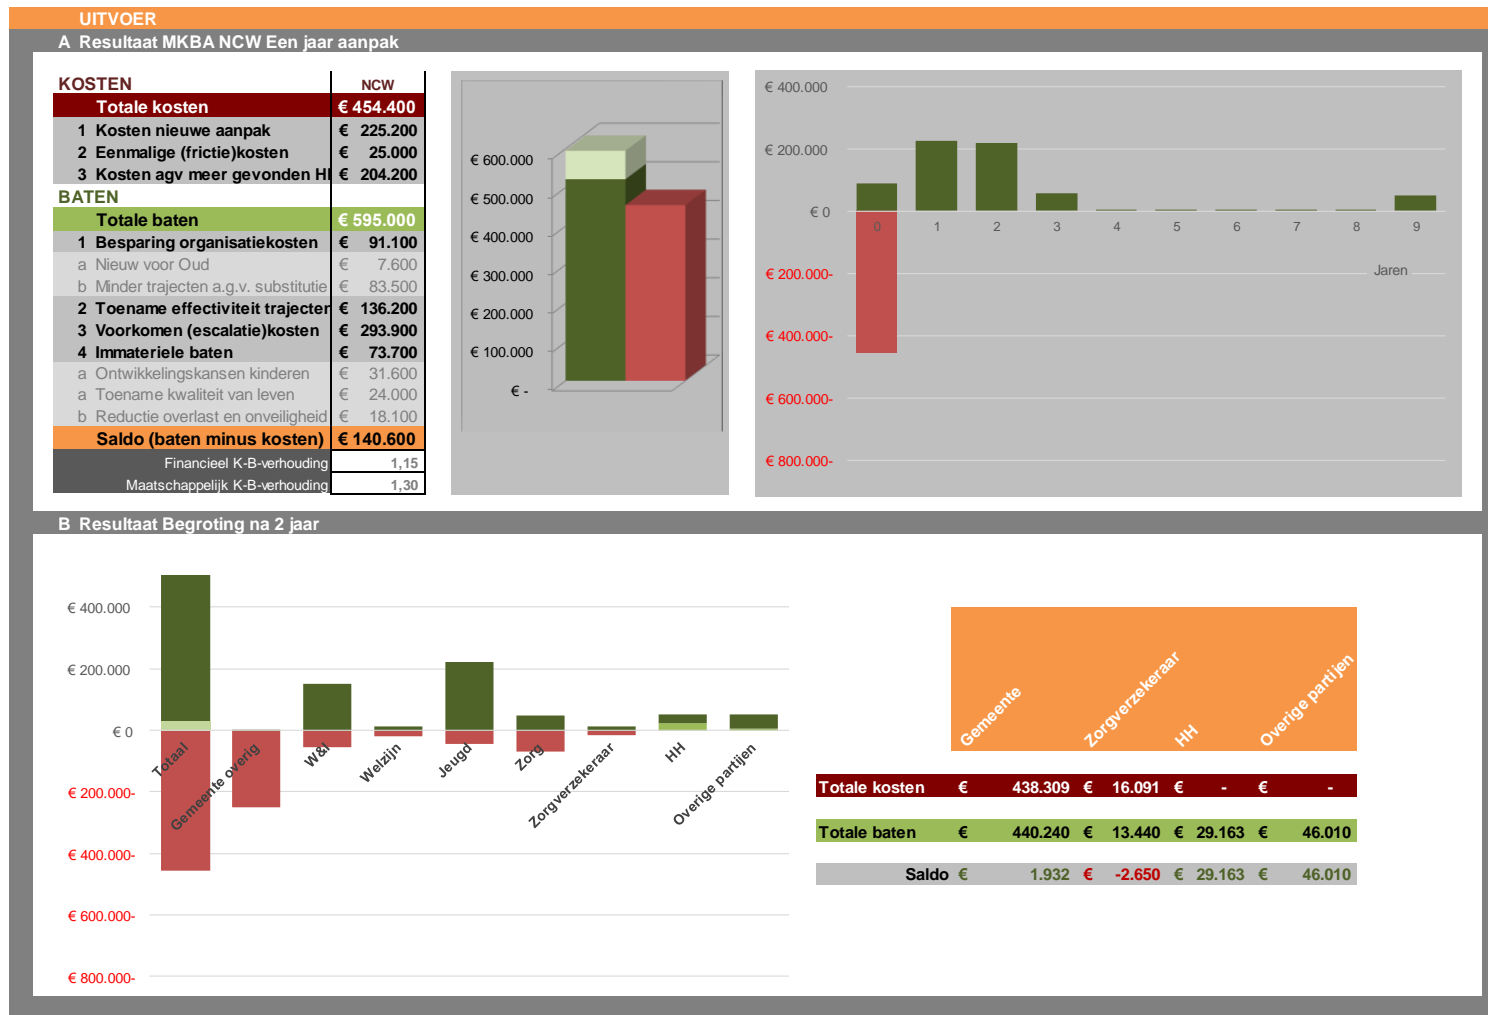 UITVOER
A Resultaat MKBA NCW Een jaar aanpak
KOSTEN NCW
Totale kosten € 454.400
1 Kosten nieuwe aanpak € 225.200
2 Eenmalige (frictie)kosten € 25.000
3 Kosten agv meer gevonden HH € 204.200
BATEN
Totale baten € 595.000
1 Besparing organisatiekosten € 91.100
a Nieuw voor Oud € 7.600
b Minder trajecten a.g.v. substitutie € 83.500
2 Toename effectiviteit trajecten € 136.200
3 Voorkomen (escalatie)kosten € 293.900
4 Immateriele baten € 73.700
a Ontwikkelingskansen kinderen € 31.600
a Toename kwaliteit van leven € 24.000
b Reductie overlast en onveiligheid € 18.100
Saldo (baten minus kosten) € 140.600
Financieel K-B-verhouding 1,15
Maatschappelijk K-B-verhouding 1,30
€ 600.000
€ 500.000
€ 400.000
€ 300.000
€ 200.000
€ 100.000
€ -
€ 400.000
€ 200.000
€ 0
0 1 2 3 4 5 6 7 8 9
Jaren
€ 200.000-
€ 400.000-
€ 600.000-
€ 800.000-
B Resultaat Begroting na 2 jaar
€ 400.000
€ 200.000
€ 0
€ 200.000-
€ 400.000-
€ 600.000-
€ 800.000-
Totaal
Gemeente overig
W&I
Welzijn
Jeugd
Zorg
Zorgverzekeraar
HH
Overige partijen
Gemeente
Zorgverzekeraar
HH
Overige partijen
Totale kosten € 438.309 € 16.091 € - € -
Totale baten € 440.240 € 13.440 € 29.163 € 46.010
Saldo € 1.932 € -2.650 € 29.163 € 46.010